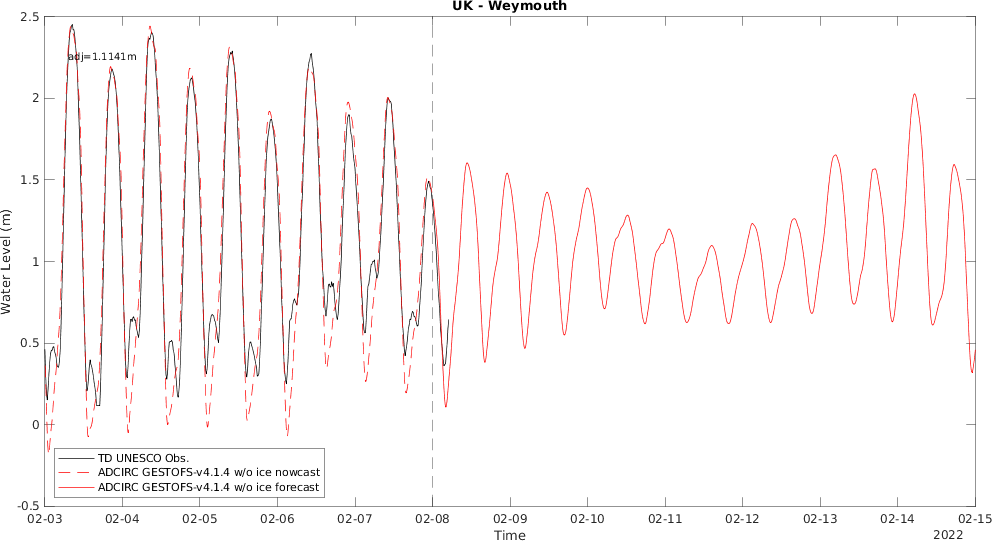 UK - Weymouth
2.5
adj=1.1141m
2
1.5
1
0.5
0
-0.5
Water Level (m)
TD UNESCO Obs.
ADCIRC GESTOFS-v4.1.4 w/o ice nowcast
ADCIRC GESTOFS-v4.1.4 w/o ice forecast
02-03 02-04 02-05 02-06 02-07 02-08 02-09 02-10 02-11 02-12 02-13 02-14 02-15
Time
2022